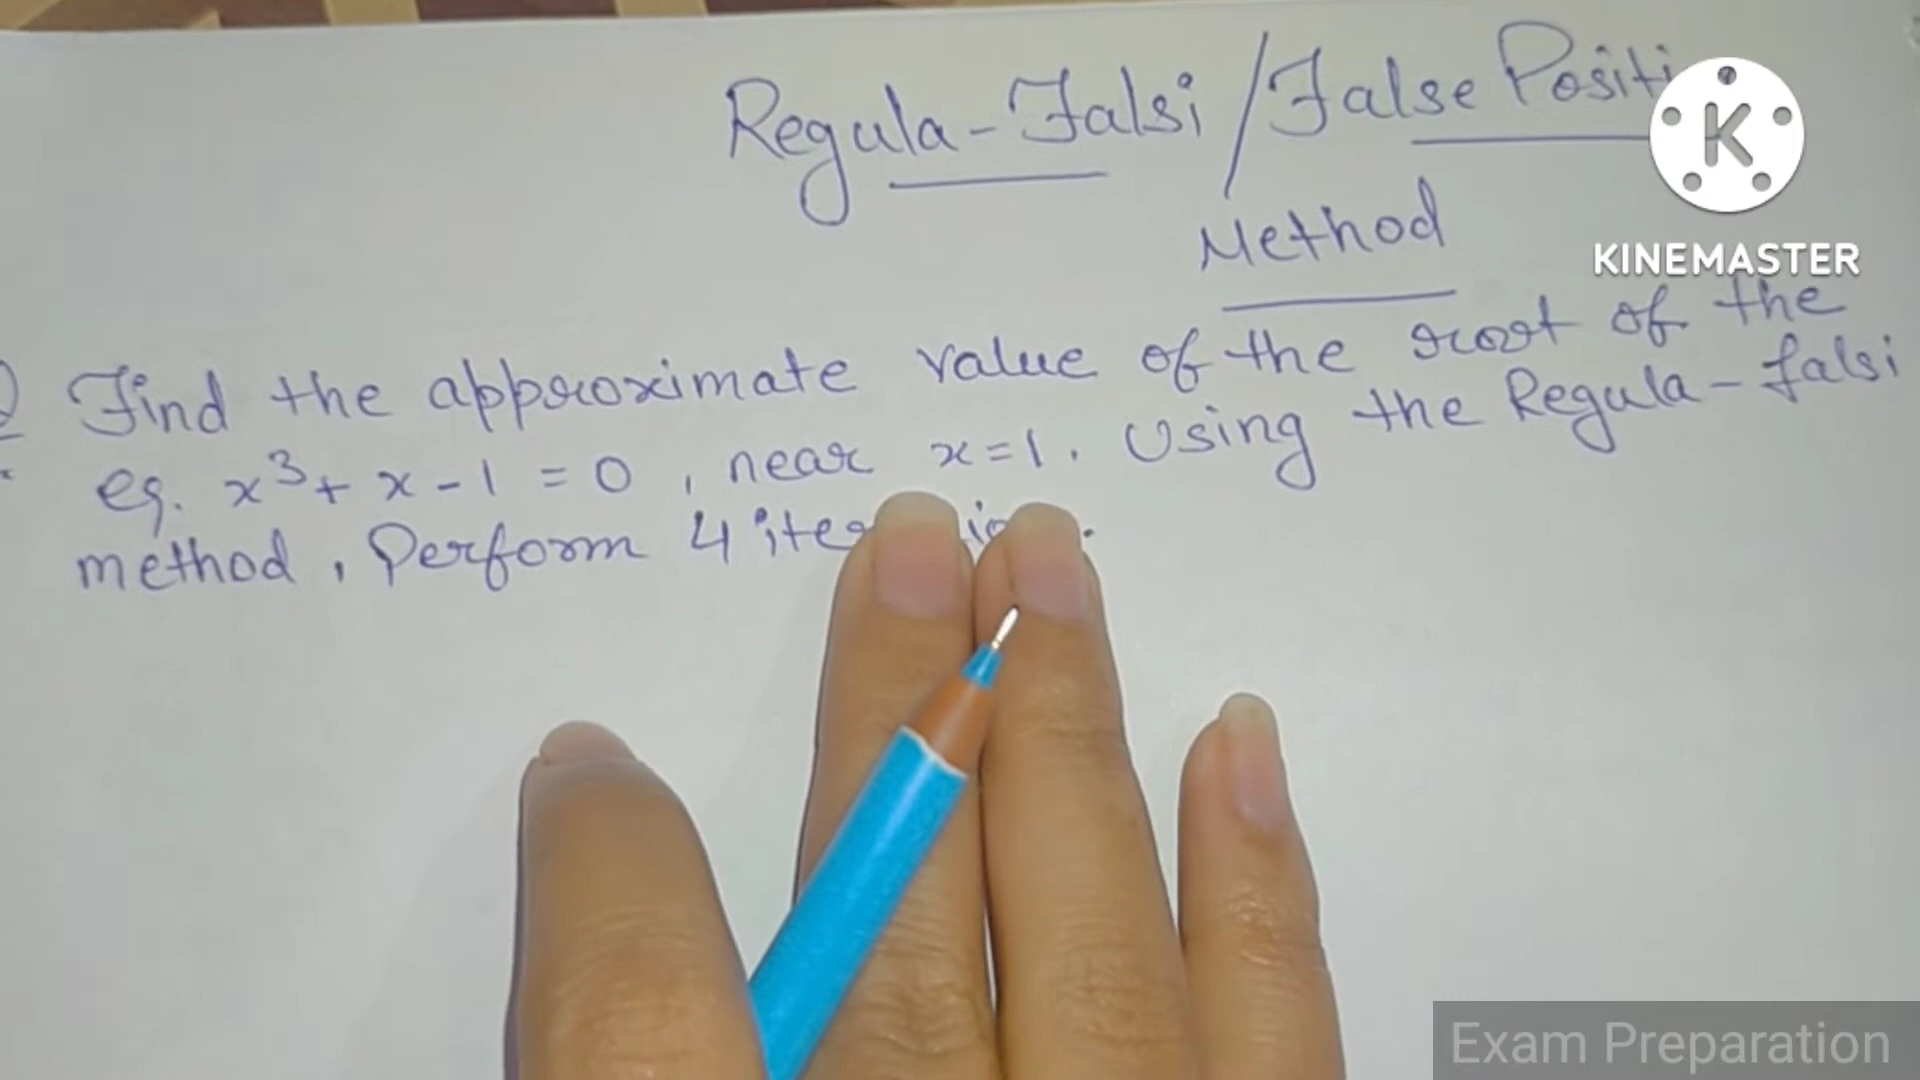 Regula-Falsi / False Positi
Method
KINEMASTER
Find the approximate value of the root of the
eq. x³ + x - 1 = 0, near x = 1. Using the Regula-falsi
method, Perform 4
Exam Preparation